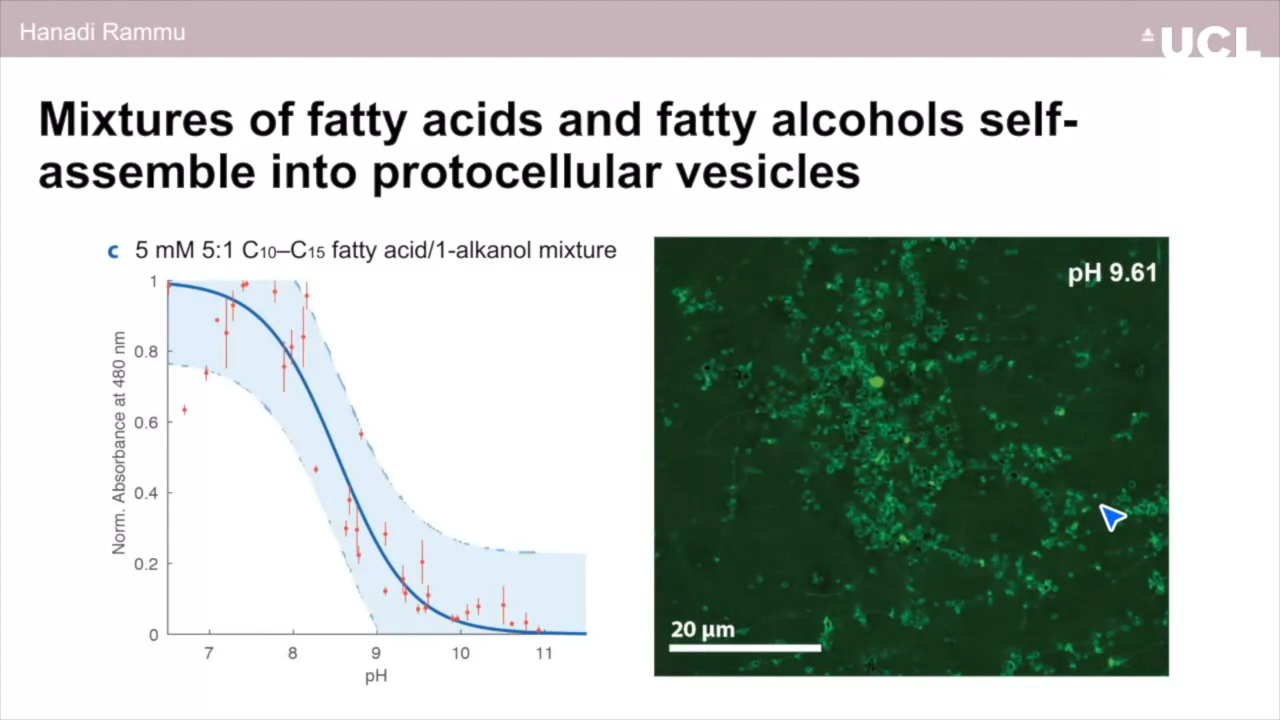 Hanadi Rammu
UCL
Mixtures of fatty acids and fatty alcohols self-
assemble into protocellular vesicles
c 5 mM 5:1 C₁₀–C₁₅ fatty acid/1-alkanol mixture
Norm. Absorbance at 480 nm
1
0.8
0.6
0.4
0.2
0
7 8 9 10 11
pH
pH 9.61
20 µm